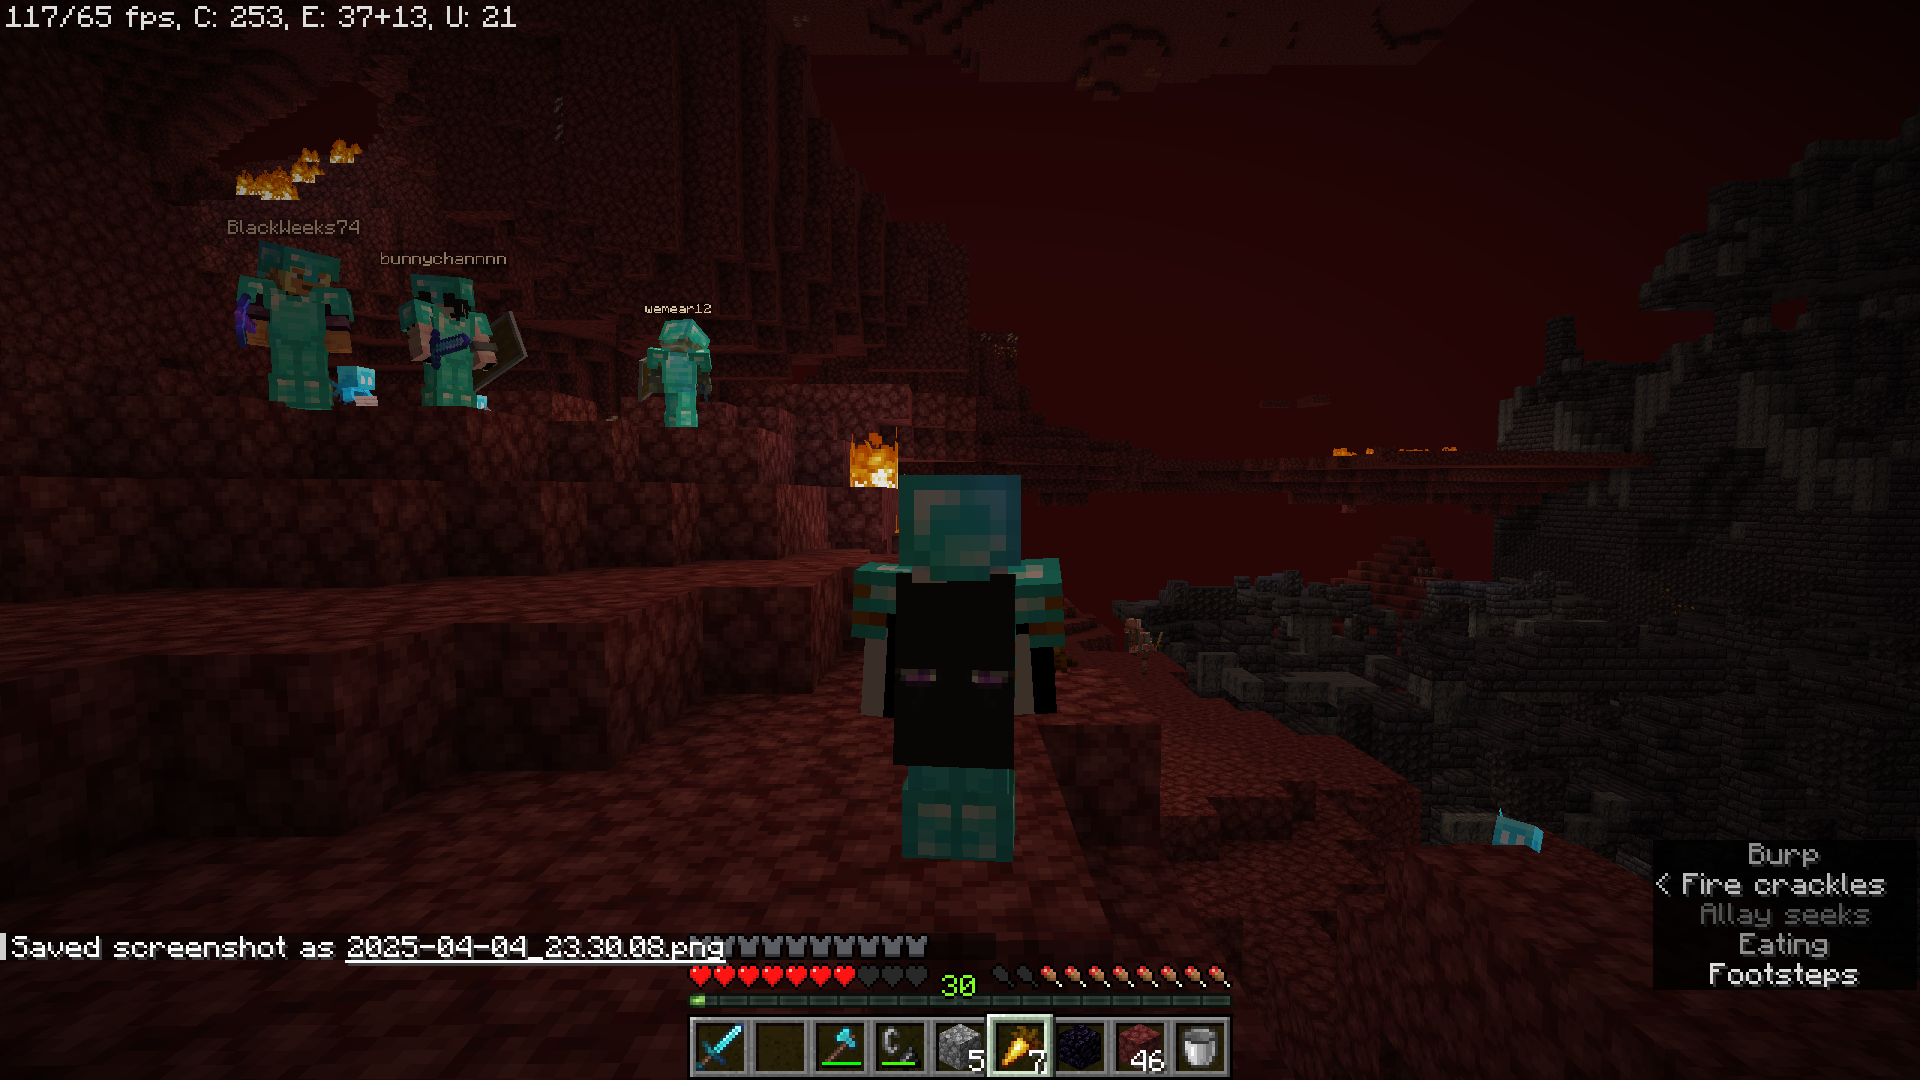 117/65 fps, C: 253, E: 37+13, U: 21
BlackWeeks74
bunnychannnn
wemear12
Burp
< Fire crackles
Allay seeks
Eating
Footsteps
Saved screenshot as 2025-04-04_23.30.08.png
30
5
7
46